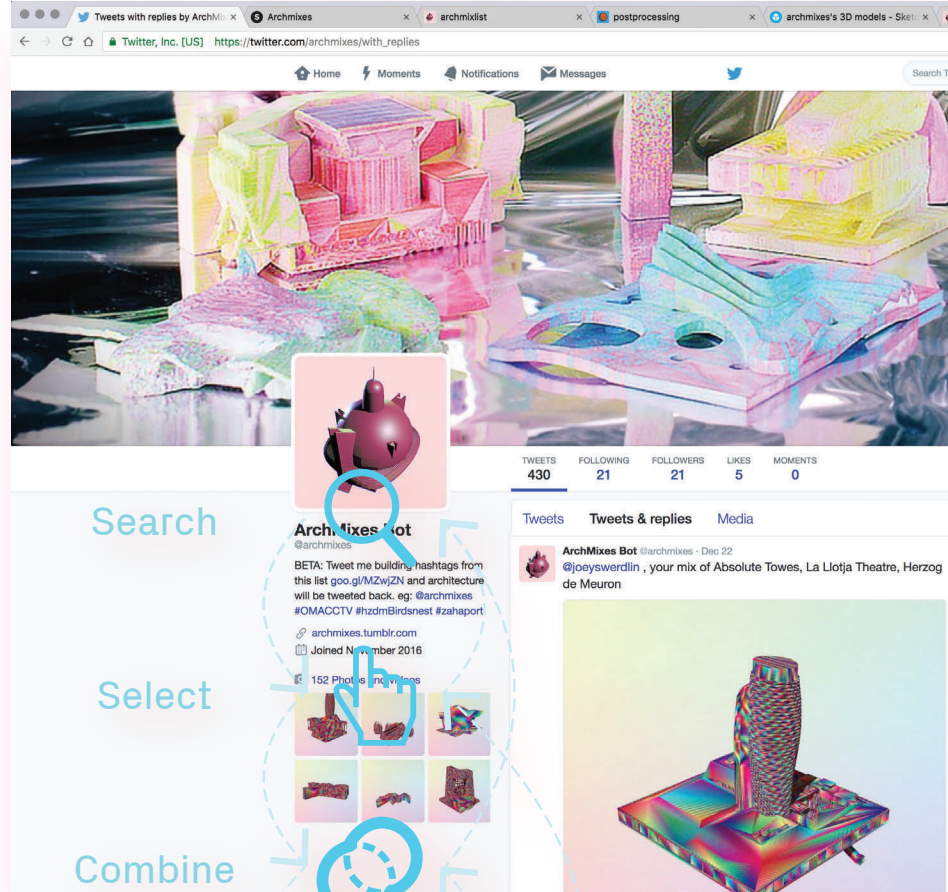 Tweets with replies by ArchMix
Archmixes
archmixlist
postprocessing
archmixes's 3D models - Sket
Twitter, Inc. [US] https://twitter.com/archmixes/with_replies
Home Moments Notifications Messages
Search T
TWEETS FOLLOWING FOLLOWERS LIKES MOMENTS
430 21 21 5 0
Search
Tweets Tweets & replies Media
ArchMixes Bot
@archmixes
BETA: Tweet me building hashtags from
this list goo.gl/MZwjZN and architecture
will be tweeted back. eg: @archmixes
#OMACCTV #hzdmBirdsnest #zahaport
archmixes.tumblr.com
Joined November 2016
152 Photos and videos
ArchMixes Bot @archmixes · Dec 22
@joeyswerdlin , your mix of Absolute Towes, La Llotja Theatre, Herzog
de Meuron
Select
Combine